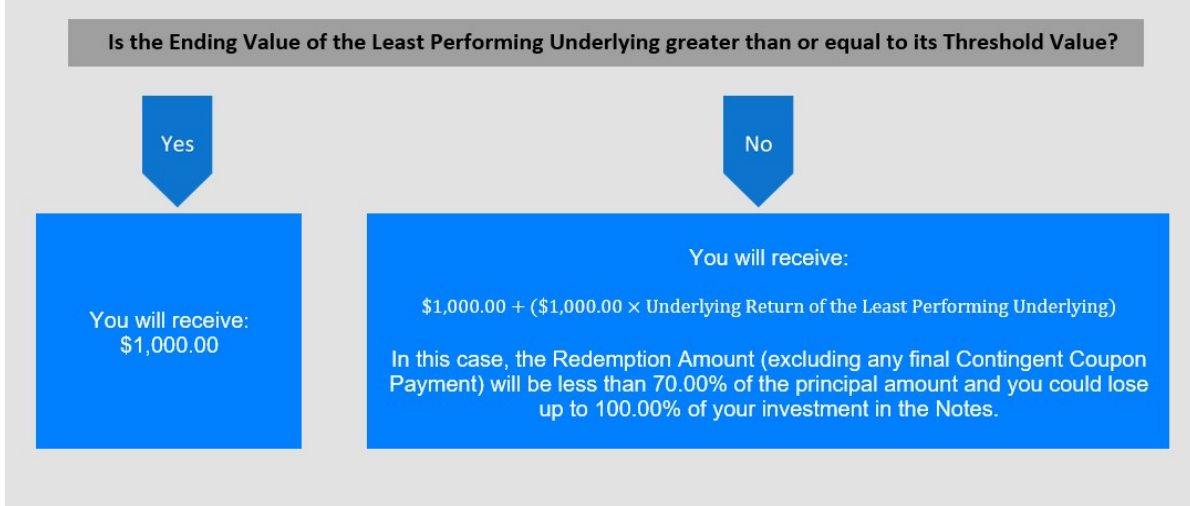 Is the Ending Value of the Least Performing Underlying greater than or equal to its Threshold Value?
Yes
No
You will receive:
$1,000.00
You will receive:
$1,000.00 + ($1,000.00 × Underlying Return of the Least Performing Underlying)
In this case, the Redemption Amount (excluding any final Contingent Coupon
Payment) will be less than 70.00% of the principal amount and you could lose
up to 100.00% of your investment in the Notes.